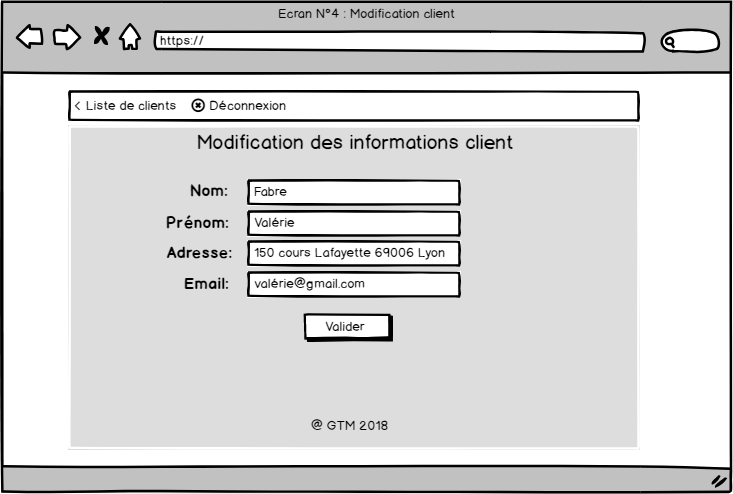 Ecran N°4 : Modification client
https://
< Liste de clients Déconnexion
Modification des informations client
Nom: Fabre
Prénom: Valérie
Adresse: 150 cours Lafayette 69006 Lyon
Email: valérie@gmail.com
Valider
@ GTM 2018